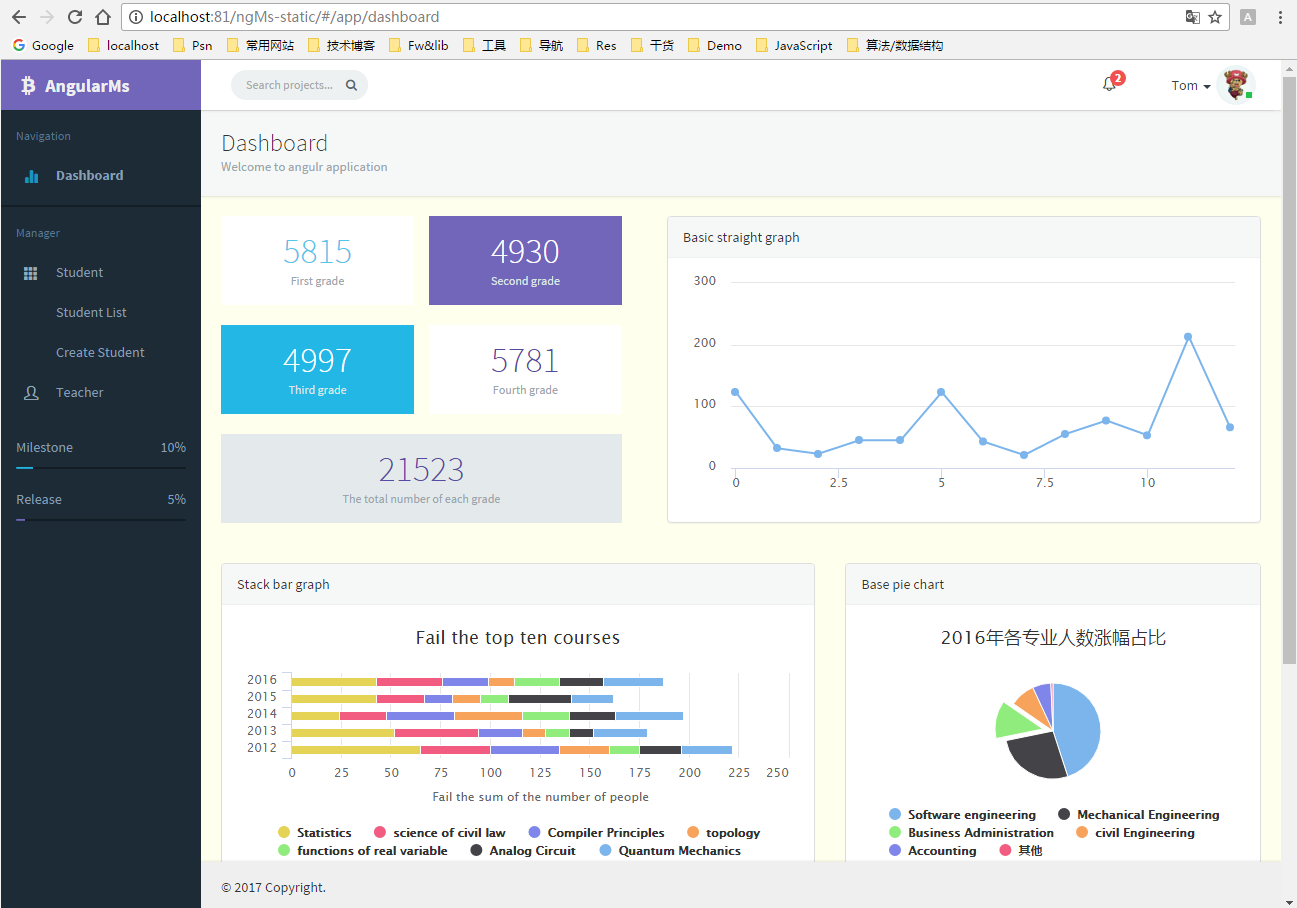 localhost:81/ngMs-static/#/app/dashboard
A
Google localhost Psn 常用网站 技术博客 Fw&lib 工具 导航 Res 干货 Demo JavaScript 算法/数据结构
AngularMs
Search projects...
2
Tom
Navigation
Dashboard
Manager
Student
Student List
Create Student
Teacher
Milestone 10%
Release 5%
Dashboard
Welcome to angulr application
5815
First grade
4930
Second grade
4997
Third grade
5781
Fourth grade
21523
The total number of each grade
Basic straight graph
300
200
100
0
0 2.5 5 7.5 10
Stack bar graph
Fail the top ten courses
2016
2015
2014
2013
2012
0 25 50 75 100 125 150 175 200 225 250
Fail the sum of the number of people
Statistics science of civil law Compiler Principles topology
functions of real variable Analog Circuit Quantum Mechanics
Base pie chart
2016年各专业人数涨幅占比
Software engineering Mechanical Engineering
Business Administration civil Engineering
Accounting 其他
© 2017 Copyright.